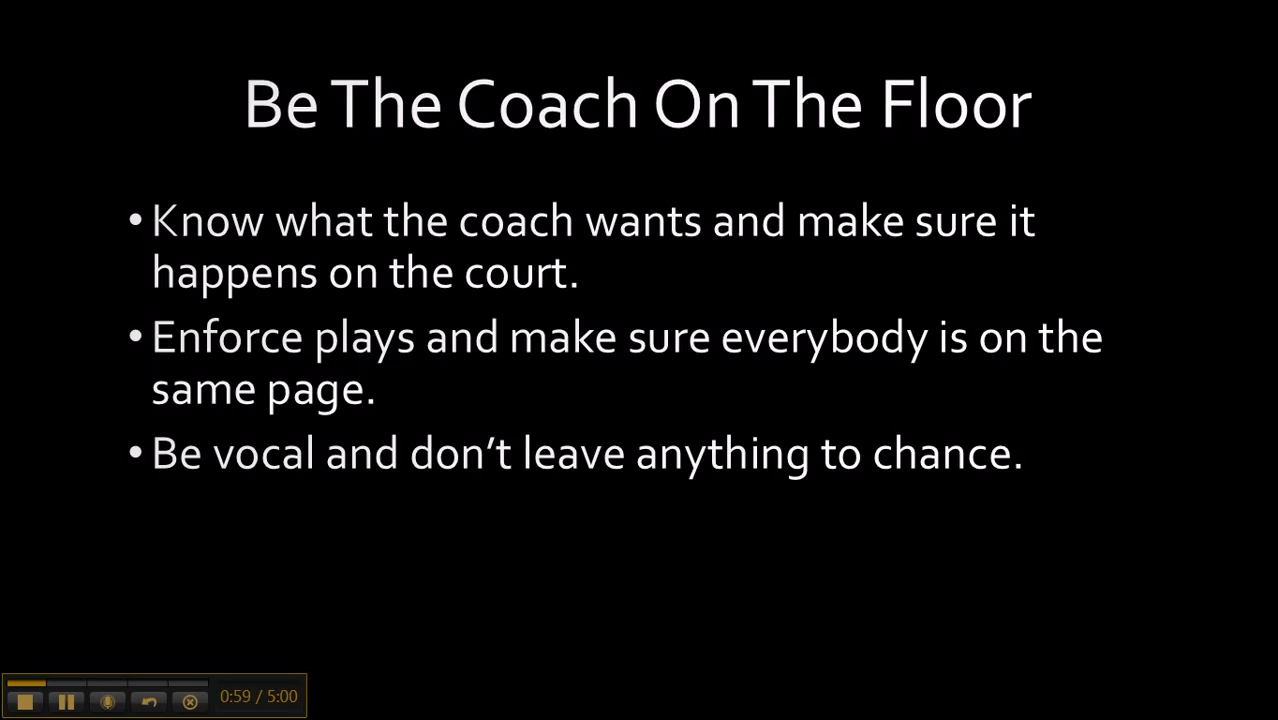 Be The Coach On The Floor
• Know what the coach wants and make sure it
happens on the court.
• Enforce plays and make sure everybody is on the
same page.
• Be vocal and don’t leave anything to chance.
0:59 / 5:00